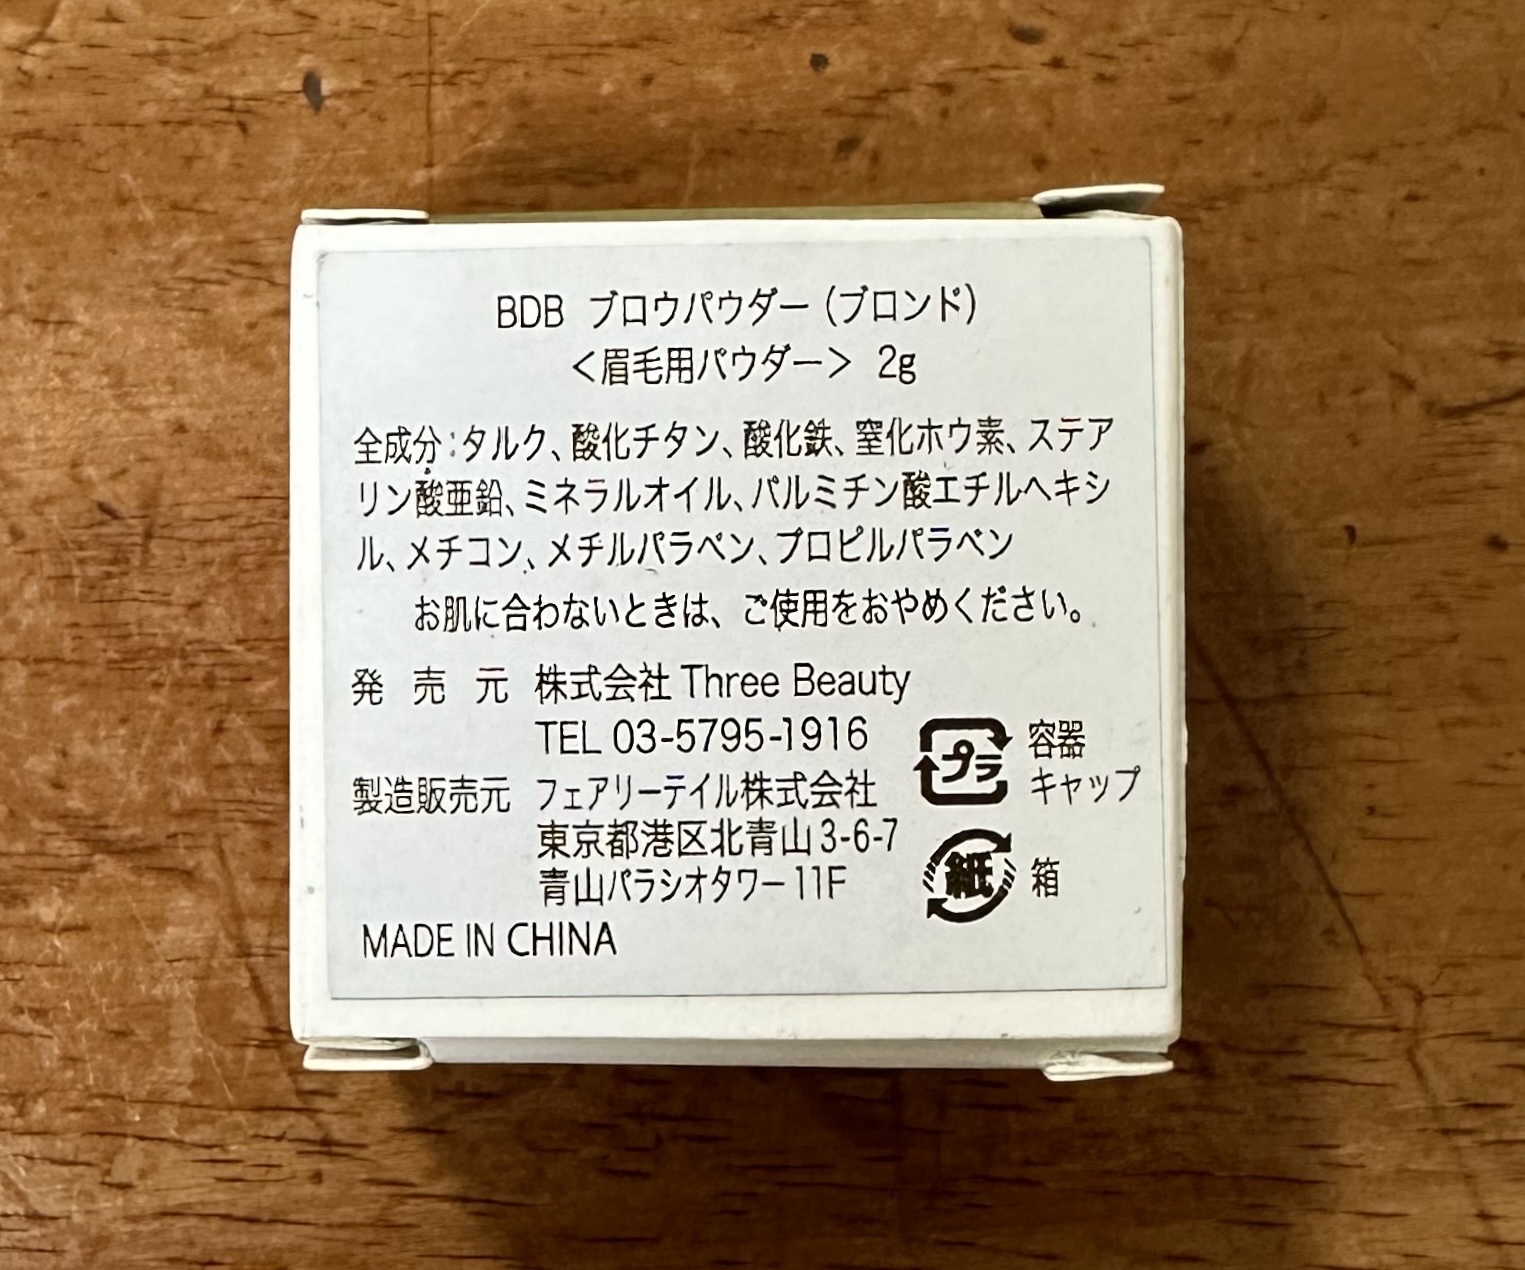 BDB ブロウパウダー(ブロンド)
<眉毛用パウダー> 2g
全成分:タルク、酸化チタン、酸化鉄、窒化ホウ素、ステア
リン酸亜鉛、ミネラルオイル、パルミチン酸エチルヘキシ
ル、メチコン、メチルパラベン、プロピルパラベン
お肌に合わないときは、ご使用をおやめください。
発売元 株式会社 Three Beauty
TEL 03-5795-1916
製造販売元 フェアリーテイル株式会社
東京都港区北青山 3-6-7
青山パラシオタワー 11F
MADE IN CHINA
プラ 容器
キャップ
紙 箱